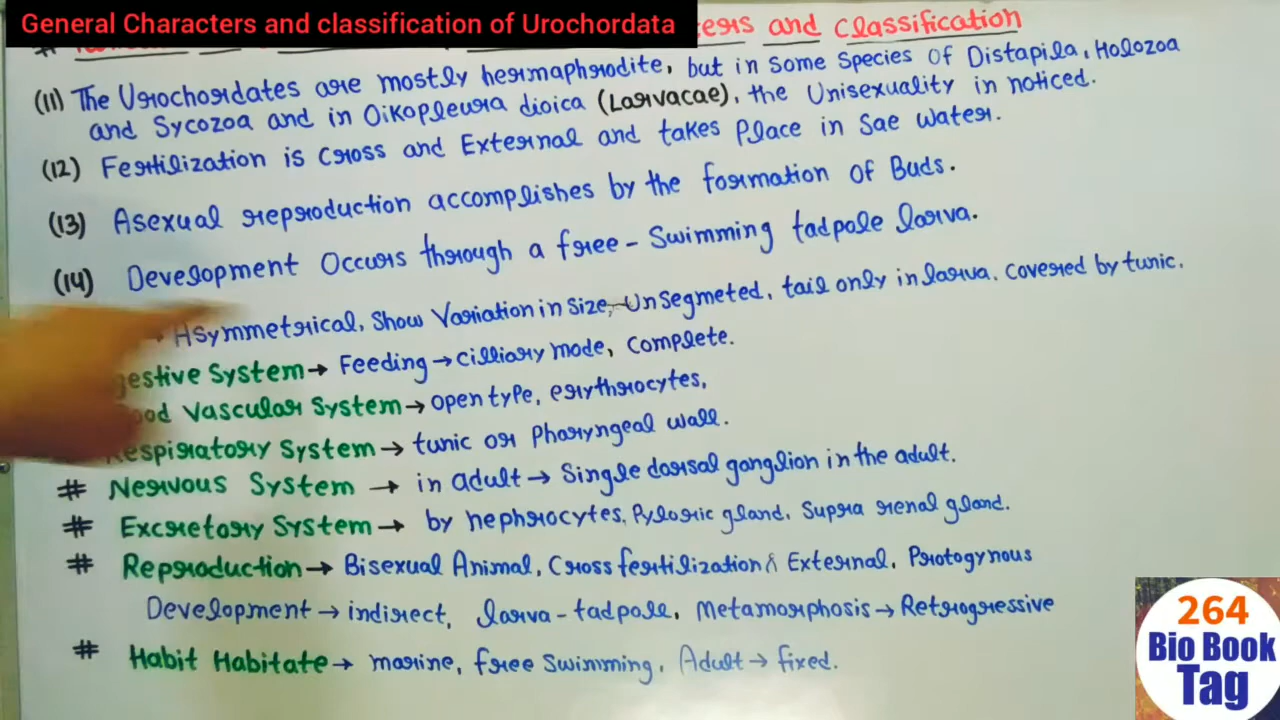 General Characters and classification of Urochordata
ters and Classification
(11) The Urochordates are mostly hermaphrodite, but in some species of Distapila, Holozoa
and Sycozoa and in Oikopleura dioica (Larvacae), the Unisexuality in noticed.
(12) Fertilization is cross and External and takes Place in Sae water.
(13) Asexual reproduction accomplishes by the formation of Buds.
(14) Development Occurs through a free-Swimming tadpole larva.
Asymmetrical, Show Variation in size, UnSegmeted, tail only in larva. covered by tunic.
gestive System → Feeding → cilliary mode, Complete.
ood Vascular System → open type, erythrocytes,
Respiratory System → tunic or Pharyngeal wall.
# Nervous System → in adult → Single dorsal ganglion in the adult.
# Excretory System → by nephrocytes, Pyloric gland, Supra renal gland.
# Reproduction → Bisexual Animal, Cross fertilization & External, Protogynous
Development → indirect, larva-tadpole, Metamorphosis → Retrogressive
# Habit Habitate → marine, free swimming, Adult → fixed.
264
Bio Book
Tag